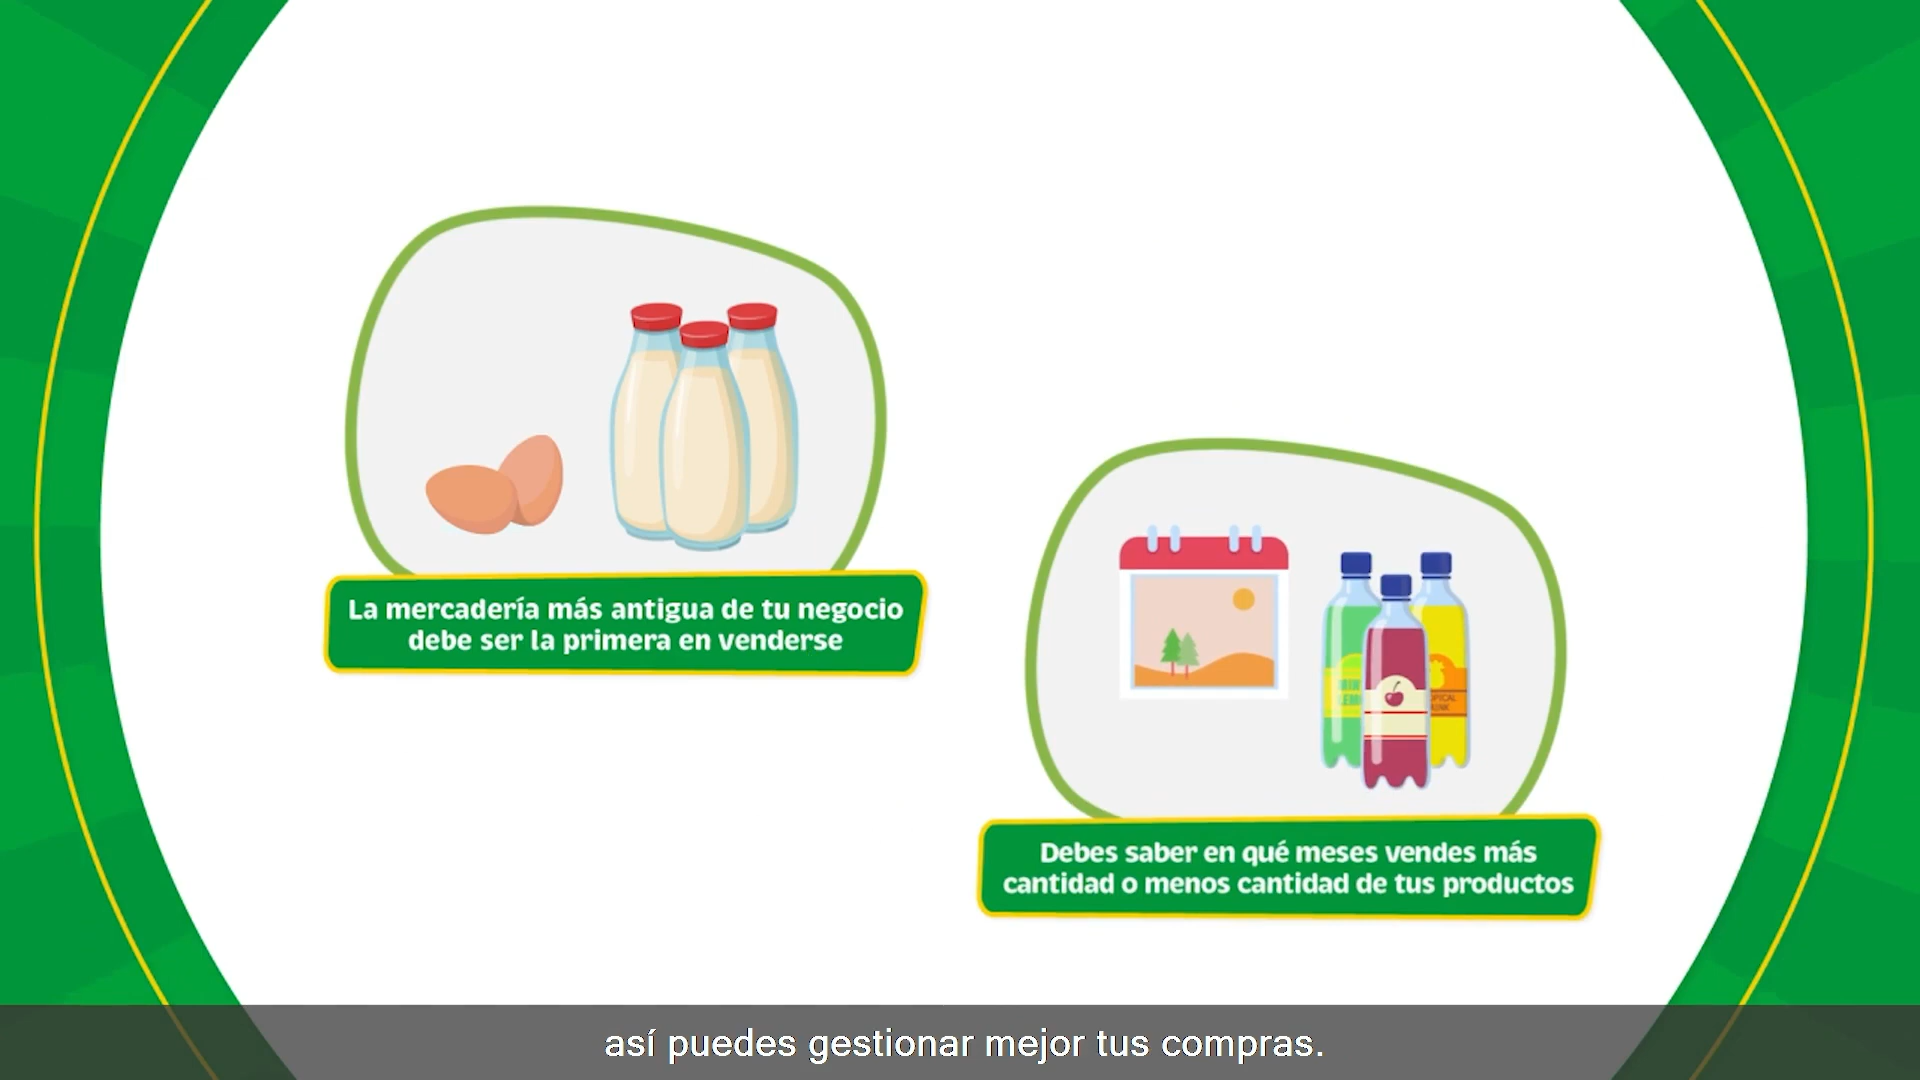 La mercadería más antigua de tu negocio
debe ser la primera en venderse
Debes saber en qué meses vendes más
cantidad o menos cantidad de tus productos
así puedes gestionar mejor tus compras.